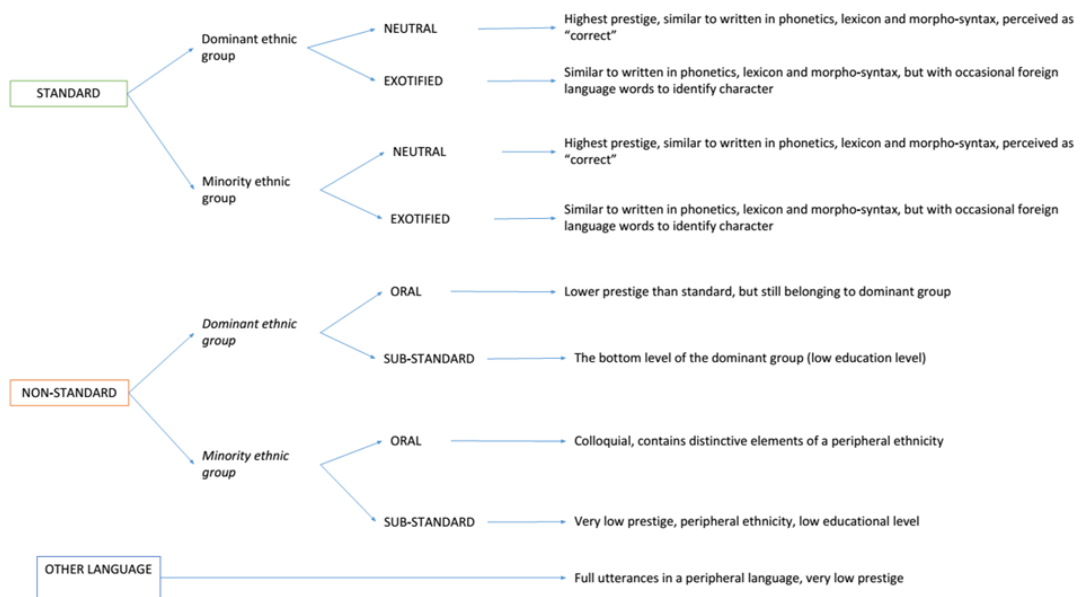 STANDARD
Dominant ethnic
group
NEUTRAL
Highest prestige, similar to written in phonetics, lexicon and morpho-syntax, perceived as
“correct”
EXOTIFIED
Similar to written in phonetics, lexicon and morpho-syntax, but with occasional foreign
language words to identify character
Minority ethnic
group
NEUTRAL
Highest prestige, similar to written in phonetics, lexicon and morpho-syntax, perceived as
“correct”
EXOTIFIED
Similar to written in phonetics, lexicon and morpho-syntax, but with occasional foreign
language words to identify character
NON-STANDARD
Dominant ethnic
group
ORAL
Lower prestige than standard, but still belonging to dominant group
SUB-STANDARD
The bottom level of the dominant group (low education level)
Minority ethnic
group
ORAL
Colloquial, contains distinctive elements of a peripheral ethnicity
SUB-STANDARD
Very low prestige, peripheral ethnicity, low educational level
OTHER LANGUAGE
Full utterances in a peripheral language, very low prestige